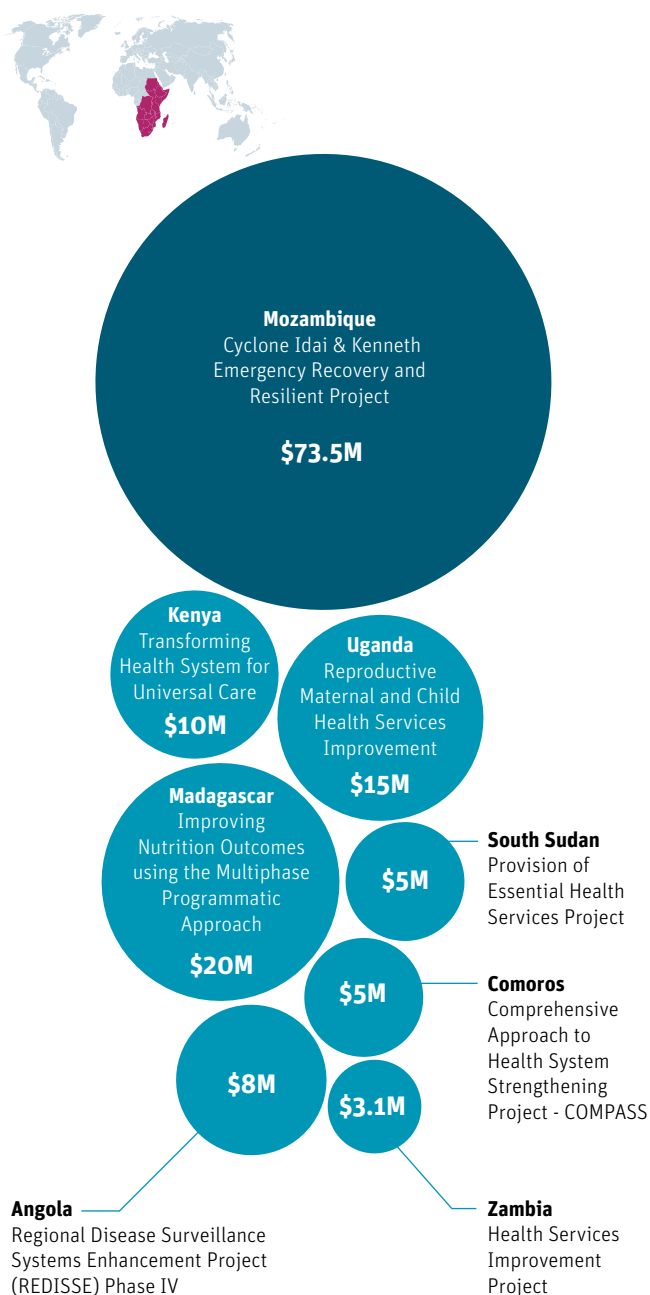 Mozambique
Cyclone Idai & Kenneth
Emergency Recovery and
Resilient Project
$73.5M
Kenya
Transforming
Health System for
Universal Care
$10M
Uganda
Reproductive
Maternal and Child
Health Services
Improvement
$15M
Madagascar
Improving
Nutrition Outcomes
using the Multiphase
Programmatic
Approach
$20M
$5M
South Sudan
Provision of
Essential Health
Services Project
$5M
Comoros
Comprehensive
Approach to
Health System
Strengthening
Project - COMPASS
$8M
$3.1M
Angola
Regional Disease Surveillance
Systems Enhancement Project
(REDISSE) Phase IV
Zambia
Health Services
Improvement
Project